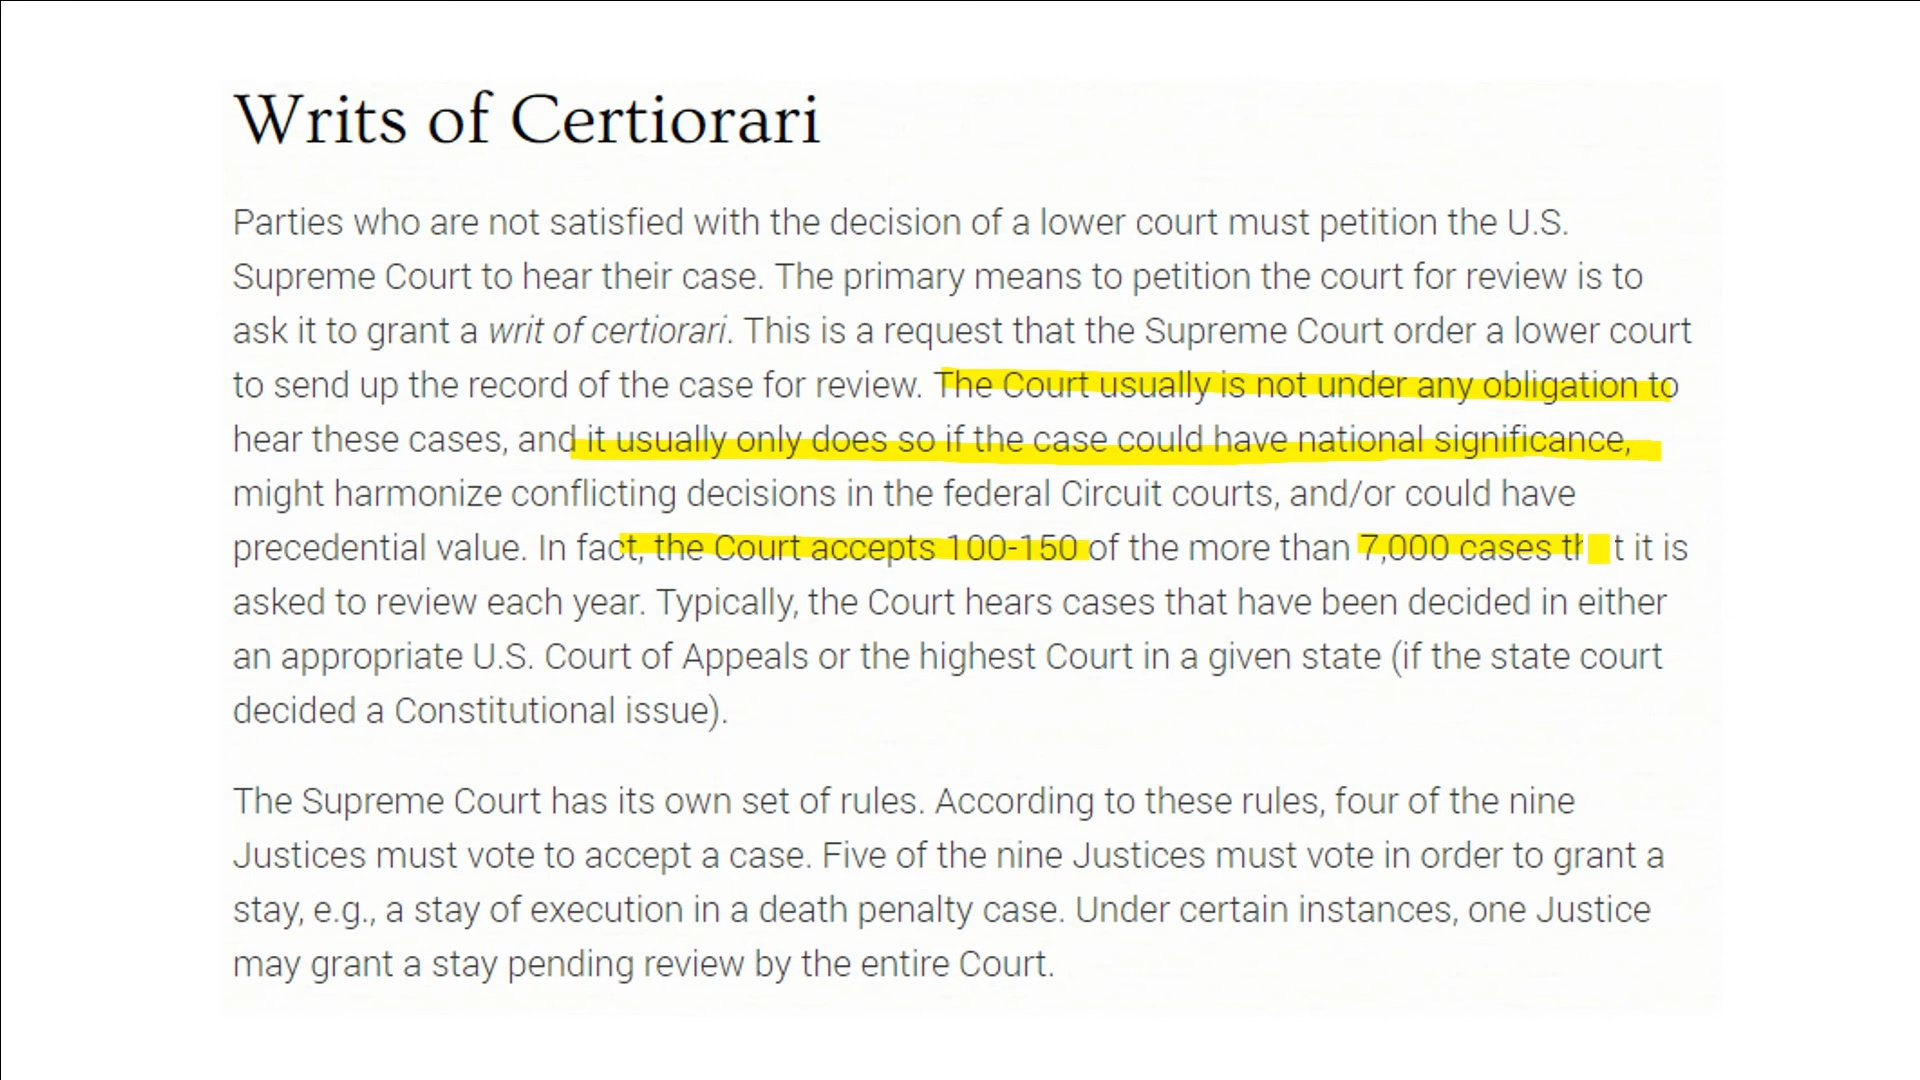 Writs of Certiorari
Parties who are not satisfied with the decision of a lower court must petition the U.S.
Supreme Court to hear their case. The primary means to petition the court for review is to
ask it to grant a writ of certiorari. This is a request that the Supreme Court order a lower court
to send up the record of the case for review. The Court usually is not under any obligation to
hear these cases, and it usually only does so if the case could have national significance,
might harmonize conflicting decisions in the federal Circuit courts, and/or could have
precedential value. In fact, the Court accepts 100-150 of the more than 7,000 cases that it is
asked to review each year. Typically, the Court hears cases that have been decided in either
an appropriate U.S. Court of Appeals or the highest Court in a given state (if the state court
decided a Constitutional issue).
The Supreme Court has its own set of rules. According to these rules, four of the nine
Justices must vote to accept a case. Five of the nine Justices must vote in order to grant a
stay, e.g., a stay of execution in a death penalty case. Under certain instances, one Justice
may grant a stay pending review by the entire Court.